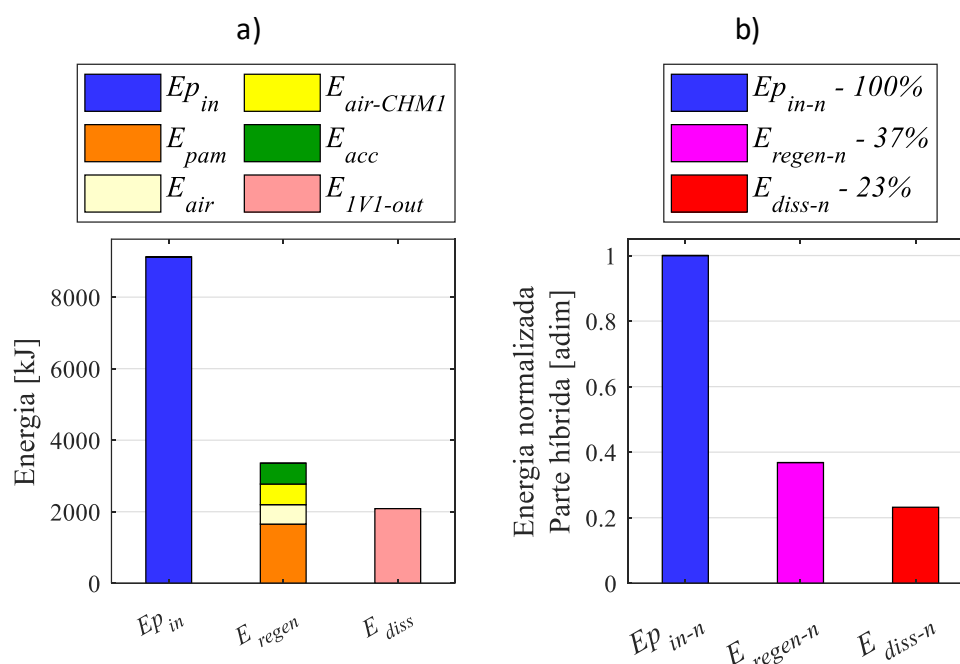 a)
Ep in
E air-CHM1
E pam
E acc
E air
E 1V1-out
Energia [kJ]
8000
6000
4000
2000
0
Ep in
E regen
E diss
b)
Ep in-n - 100%
E regen-n - 37%
E diss-n - 23%
Energia normalizada
Parte híbrida [adim]
1
0.8
0.6
0.4
0.2
0
Ep in-n
E regen-n
E diss-n